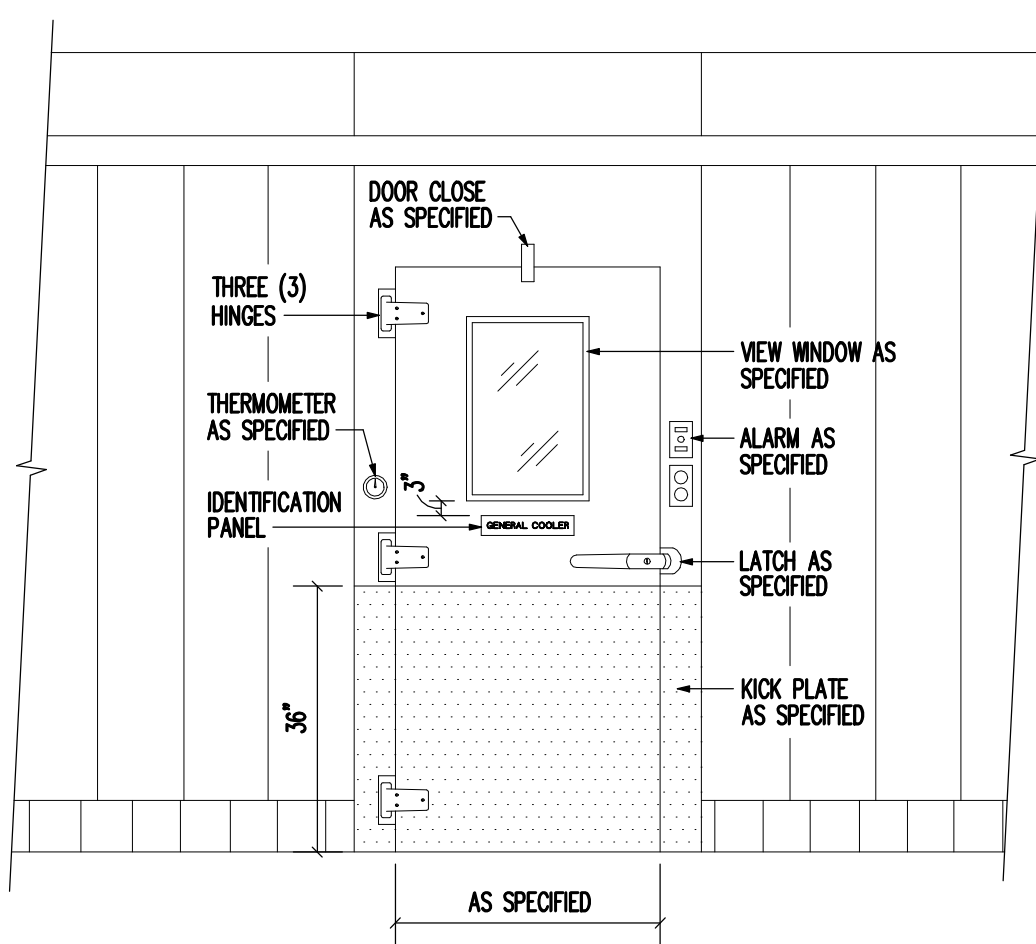 DOOR CLOSE
AS SPECIFIED
THREE (3)
HINGES
VIEW WINDOW AS
SPECIFIED
THERMOMETER
AS SPECIFIED
ALARM AS
SPECIFIED
3"
IDENTIFICATION
PANEL
GENERAL COOLER
LATCH AS
SPECIFIED
KICK PLATE
AS SPECIFIED
36"
AS SPECIFIED